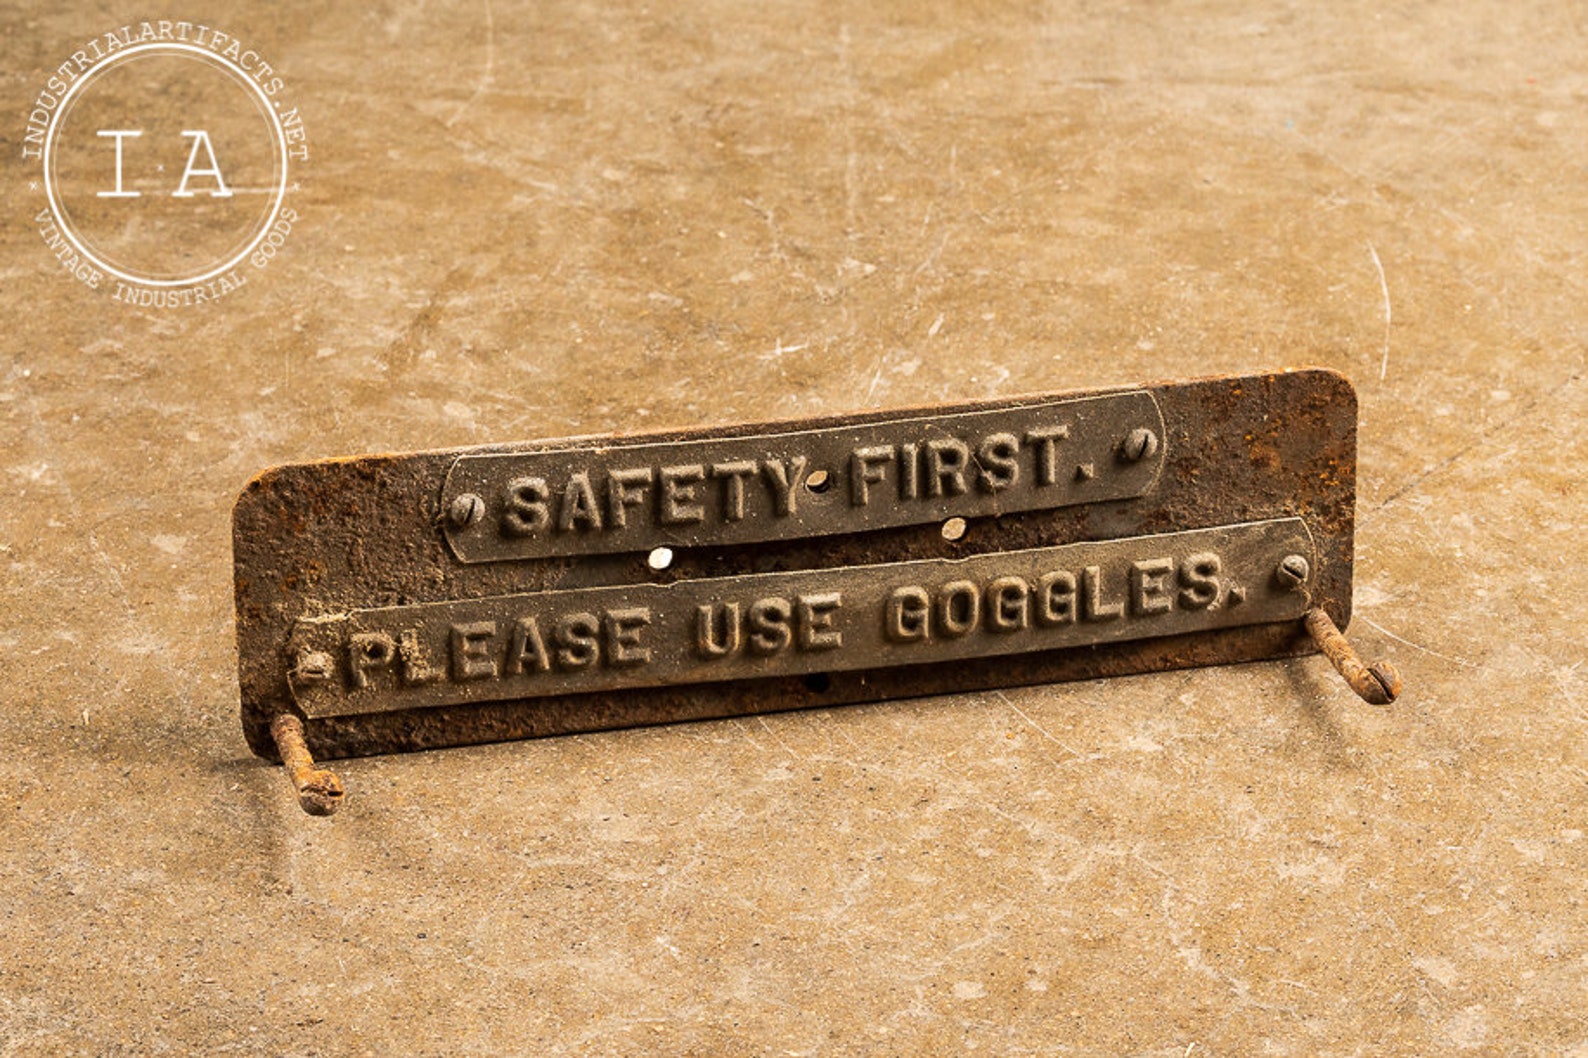 INDUSTRIALARTIFACTS.NET
I·A
* VINTAGE INDUSTRIAL GOODS *
SAFETY FIRST.
PLEASE USE GOGGLES.